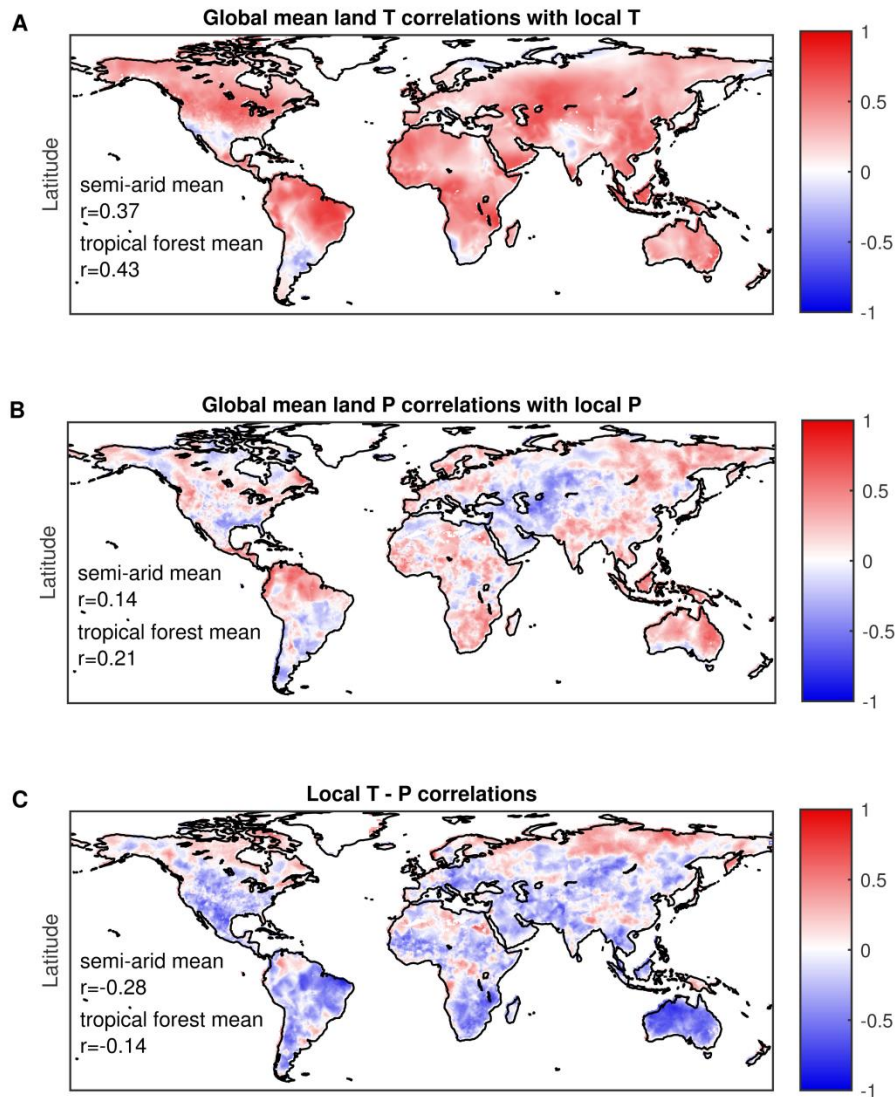 A
Global mean land T correlations with local T
Latitude
semi-arid mean
r=0.37
tropical forest mean
r=0.43
1
0.5
0
-0.5
-1
B
Global mean land P correlations with local P
Latitude
semi-arid mean
r=0.14
tropical forest mean
r=0.21
1
0.5
0
-0.5
-1
C
Local T - P correlations
Latitude
semi-arid mean
r=-0.28
tropical forest mean
r=-0.14
1
0.5
0
-0.5
-1